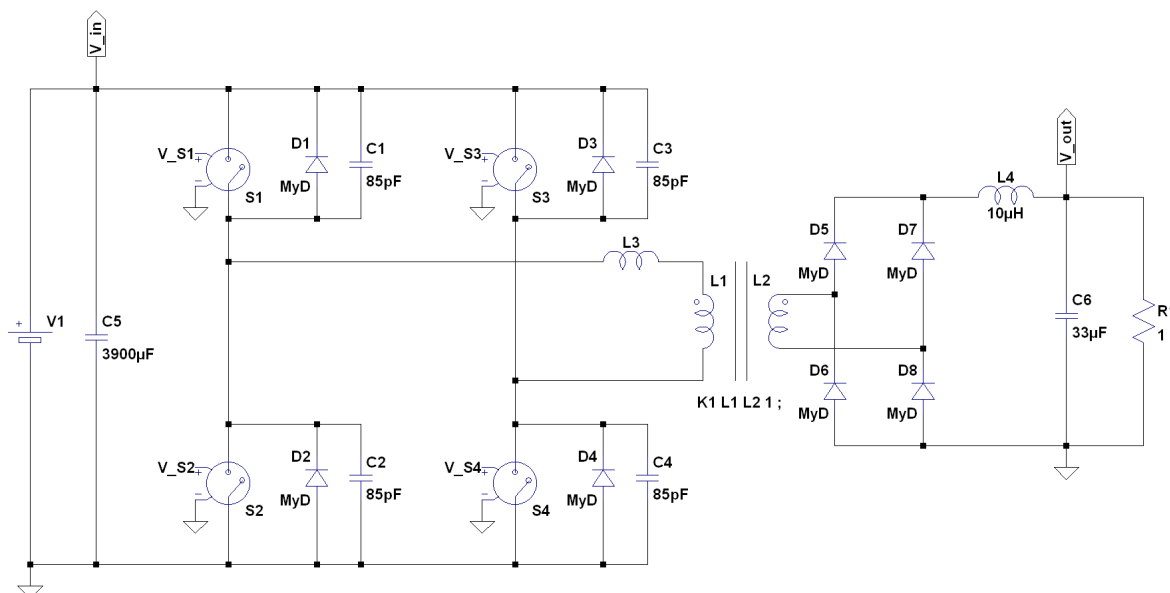 V_in
V1
C5
3900µF
V_S1
S1
D1
MyD
C1
85pF
V_S3
S3
D3
MyD
C3
85pF
V_S2
S2
D2
MyD
C2
85pF
V_S4
S4
D4
MyD
C4
85pF
L3
L1
L2
K1 L1 L2 1 ;
D5
MyD
D7
MyD
D6
MyD
D8
MyD
L4
10µH
V_out
C6
33µF
1